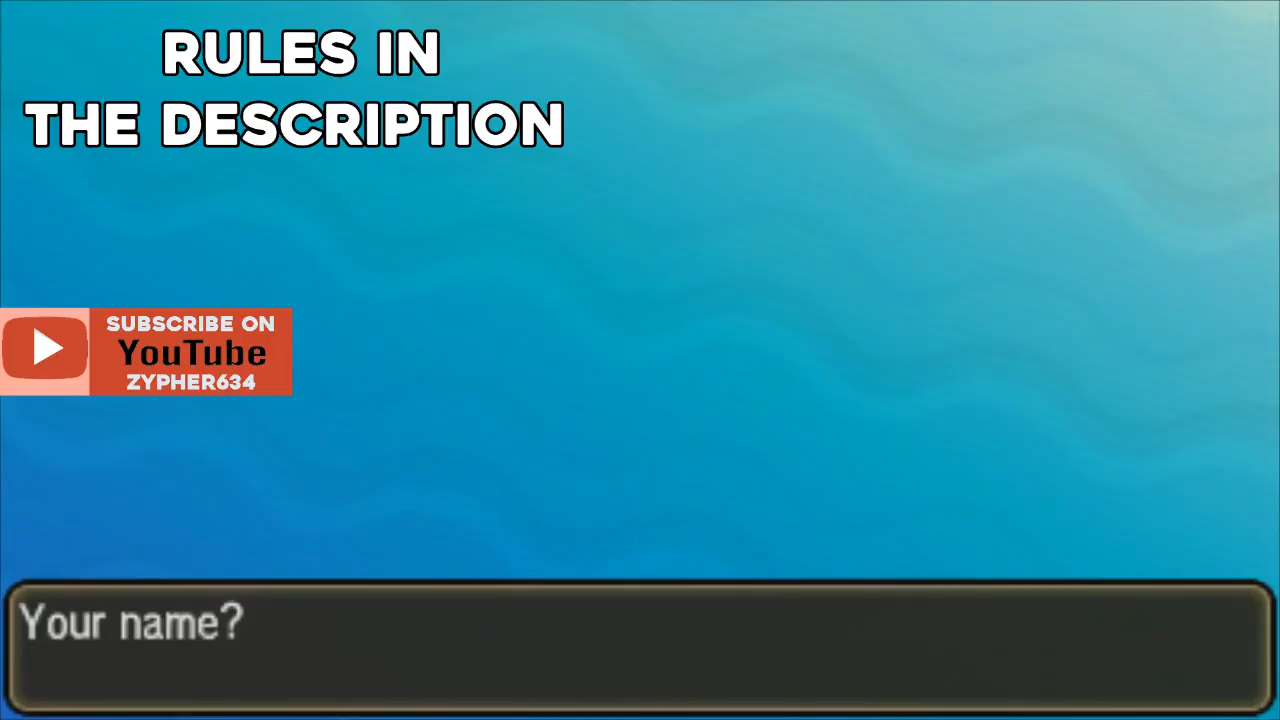 RULES IN
THE DESCRIPTION
SUBSCRIBE ON
YouTube
ZYPHER634
Your name?